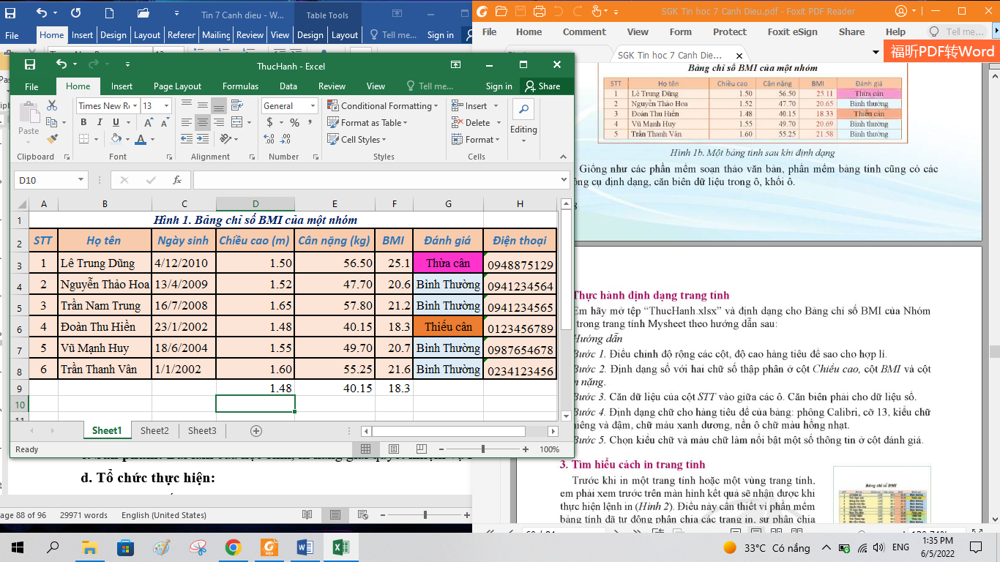 Tin 7 Canh dieu - W...
Table Tools
File Home Insert Design Layout Referer Mailing Review View Design Layout Tell me... Sign in
ThucHanh - Excel
File Home Insert Page Layout Formulas Data Review View Tell me... Sign in Share
Paste
Clipboard
Times New Ro 13
B I U
Font
Alignment
General
$ % ,
Number
Conditional Formatting
Format as Table
Cell Styles
Styles
Insert
Delete
Format
Cells
Editing
D10 fx
A B C D E F G H
1 Hình 1. Bảng chỉ số BMI của một nhóm
2 STT Họ tên Ngày sinh Chiều cao (m) Cân nặng (kg) BMI Đánh giá Điện thoại
3 1 Lê Trung Dũng 4/12/2010 1.50 56.50 25.1 Thừa cân 0948875129
4 2 Nguyễn Thảo Hoa 13/4/2009 1.52 47.70 20.6 Bình Thường 0941234564
5 3 Trần Nam Trung 16/7/2008 1.65 57.80 21.2 Bình Thường 0941234565
6 4 Đoàn Thu Hiền 23/1/2002 1.48 40.15 18.3 Thiếu cân 0123456789
7 5 Vũ Mạnh Huy 18/6/2004 1.55 49.70 20.7 Bình Thường 0987654678
8 6 Trần Thanh Vân 1/1/2002 1.60 55.25 21.6 Bình Thường 0234123456
9 1.48 40.15 18.3
10
Sheet1 Sheet2 Sheet3
Ready 100%
d. Tổ chức thực hiện:
age 88 of 96 29971 words English (United States)
SGK Tin học 7 Canh Dieu.pdf - Foxit PDF Reader
File Home Comment View Form Protect Foxit eSign Share Help Tell me...
SGK Tin học 7 Canh Die...
福昕PDF转Word
Bảng chỉ số BMI của một nhóm
STT Họ tên Chiều cao Cân nặng BMI Đánh giá
1 Lê Trung Dũng 1.50 56.50 25.11 Thừa cân
2 Nguyễn Thảo Hoa 1.52 47.70 20.65 Bình thường
3 Đoàn Thu Hiền 1.48 40.15 18.33 Thiếu cân
4 Vũ Mạnh Huy 1.55 49.70 20.69 Bình thường
5 Trần Thanh Vân 1.60 55.25 21.58 Bình thường
Hình 1b. Một bảng tính sau khi định dạng
Giống như các phần mềm soạn thảo văn bản, phần mềm bảng tính cũng có các
ông cụ định dạng, căn biên dữ liệu trong ô, khối ô.
8
Thực hành định dạng trang tính
Em hãy mở tệp “ThucHanh.xlsx” và định dạng cho Bảng chỉ số BMI của Nhóm
trong trang tính Mysheet theo hướng dẫn sau:
Hướng dẫn
Bước 1. Điều chỉnh độ rộng các cột, độ cao hàng tiêu đề sao cho hợp lí.
Bước 2. Định dạng số với hai chữ số thập phân ở cột Chiều cao, cột BMI và cột
n nặng.
Bước 3. Căn dữ liệu của cột STT vào giữa các ô. Căn biên phải cho dữ liệu số.
Bước 4. Định dạng chữ cho hàng tiêu đề của bảng: phông Calibri, cỡ 13, kiểu chữ
hiêng và đậm, chữ màu xanh dương, nền ô chữ màu hồng nhạt.
Bước 5. Chọn kiểu chữ và màu chữ làm nổi bật một số thông tin ở cột đánh giá.
3. Tìm hiểu cách in trang tính
Trước khi in một trang tính hoặc một vùng trang tính,
em phải xem trước trên màn hình kết quả sẽ nhận được khi
thực hiện lệnh in (Hình 2). Điều này cần thiết vì phần mềm
bảng tính đã tự động phân chia các trang in, sự phân chia
Bảng chỉ số BMI
33°C Có nắng ENG
1:35 PM
6/5/2022